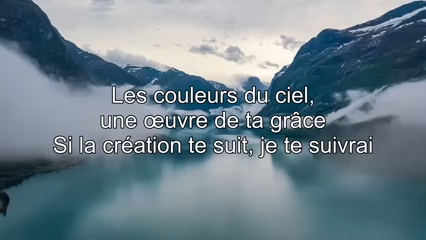 Les couleurs du ciel,
une œuvre de ta grâce
Si la création te suit, je te suivrai